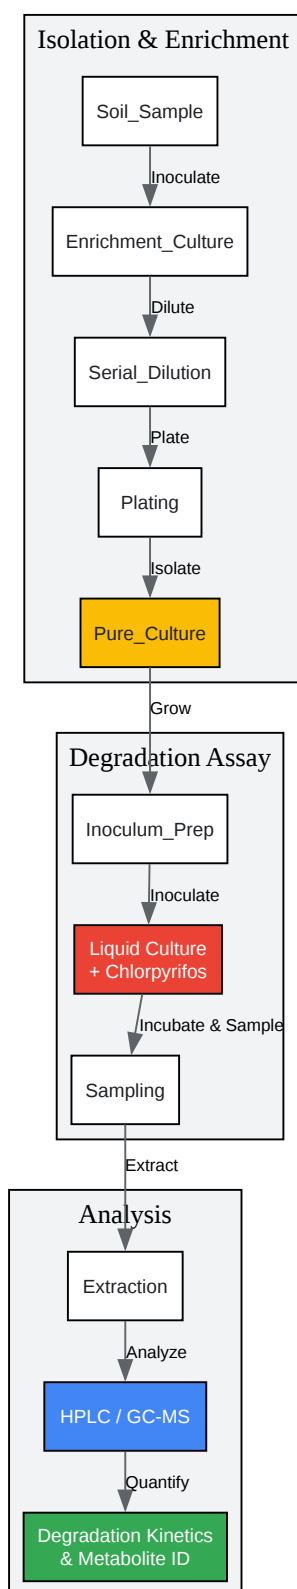 Isolation & Enrichment
Soil_Sample
Inoculate
Enrichment_Culture
Dilute
Serial_Dilution
Plate
Plating
Isolate
Pure_Culture
Grow
Degradation Assay
Inoculum_Prep
Inoculate
Liquid Culture
+ Chlorpyrifos
Incubate & Sample
Sampling
Extract
Analysis
Extraction
Analyze
HPLC / GC-MS
Quantify
Degradation Kinetics
& Metabolite ID